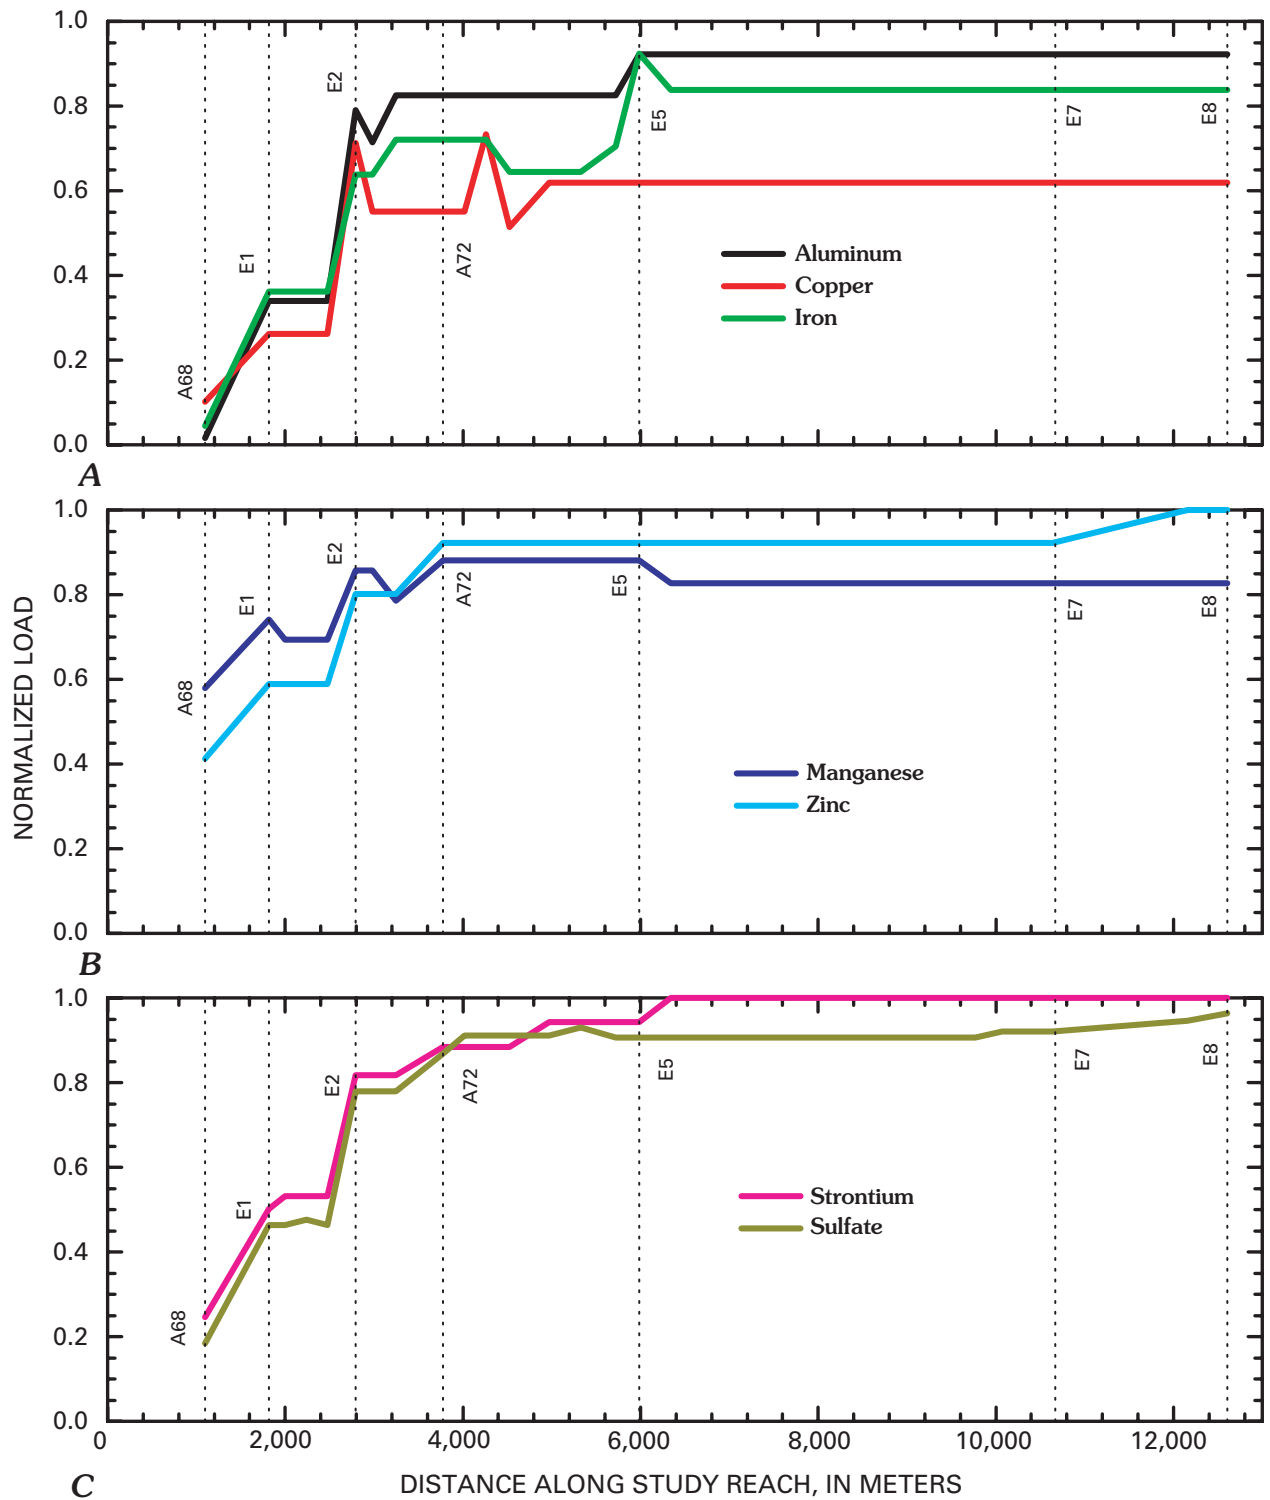 1.0
0.8
0.6
0.4
0.2
0.0
A68
E1
E2
A72
E5
E7
E8
Aluminum
Copper
Iron
A
NORMALIZED LOAD
1.0
0.8
0.6
0.4
0.2
0.0
A68
E1
E2
A72
E5
E7
E8
Manganese
Zinc
B
1.0
0.8
0.6
0.4
0.2
0.0
A68
E1
E2
A72
E5
E7
E8
Strontium
Sulfate
0 2,000 4,000 6,000 8,000 10,000 12,000
C
DISTANCE ALONG STUDY REACH, IN METERS